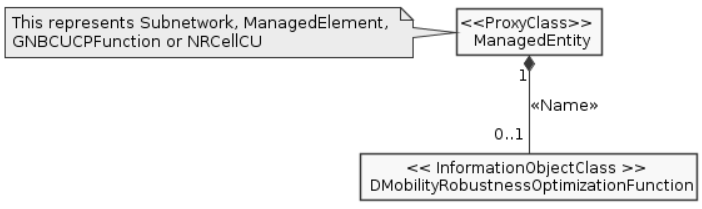 This represents Subnetwork, ManagedElement,
GNBCUCPFunction or NRCellCU
<<ProxyClass>>
ManagedEntity
1
«Name»
0..1
<< InformationObjectClass >>
DMobilityRobustnessOptimizationFunction